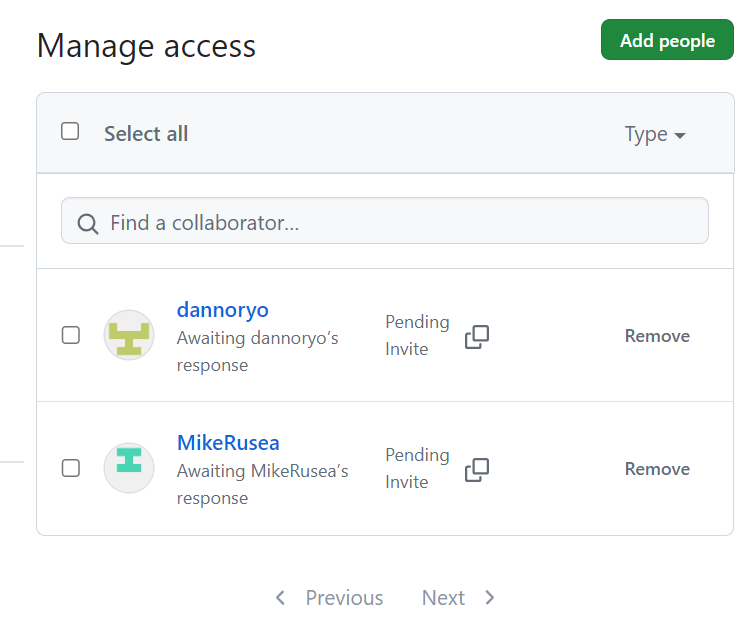 Manage access
Add people
Select all
Type
Find a collaborator...
dannoryo
Awaiting dannoryo’s
response
Pending
Invite
Remove
MikeRusea
Awaiting MikeRusea’s
response
Pending
Invite
Remove
Previous
Next